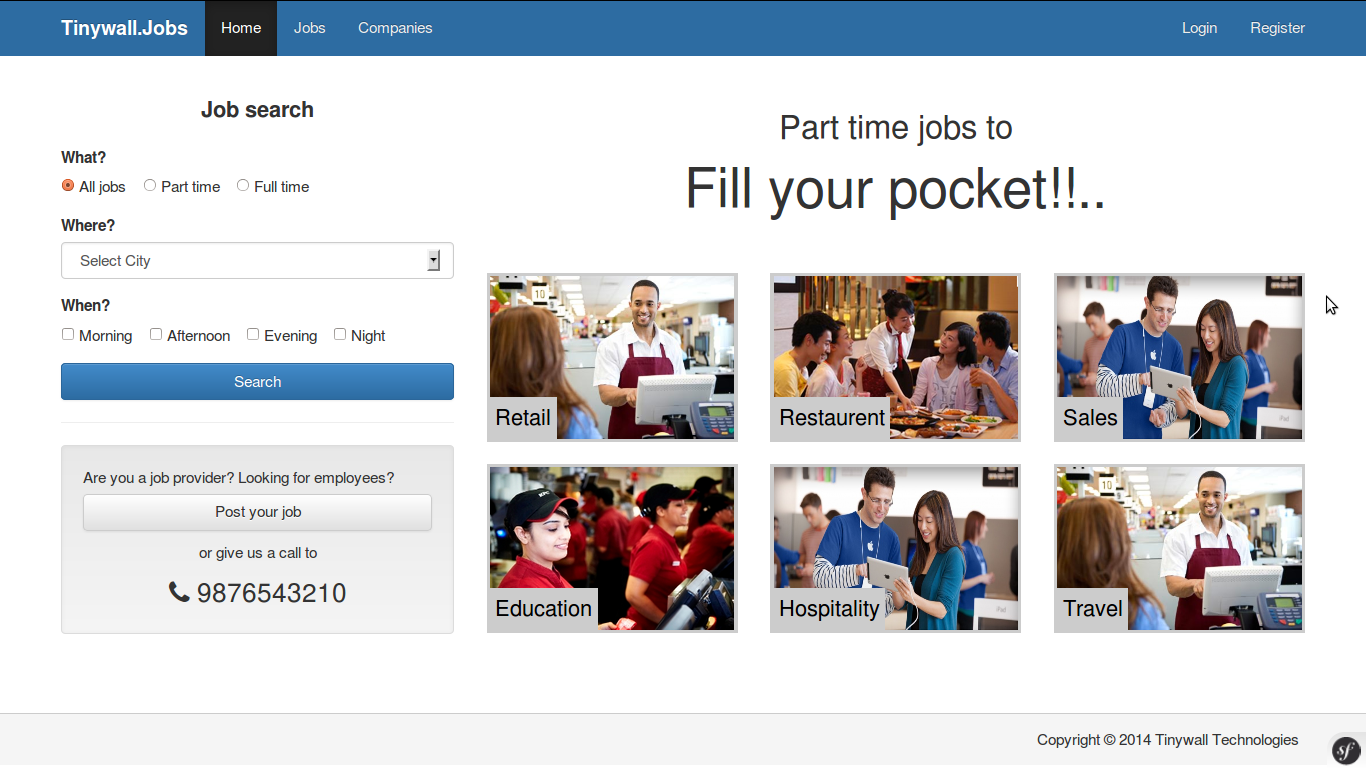 Tinywall.Jobs Home Jobs Companies Login Register
Job search
What?
All jobs Part time Full time
Where?
Select City
When?
Morning Afternoon Evening Night
Search
Are you a job provider? Looking for employees?
Post your job
or give us a call to
9876543210
Part time jobs to
Fill your pocket!!..
10
Retail
Restaurent
Sales
KFC
Education
Hospitality
10
Travel
Copyright © 2014 Tinywall Technologies
sf